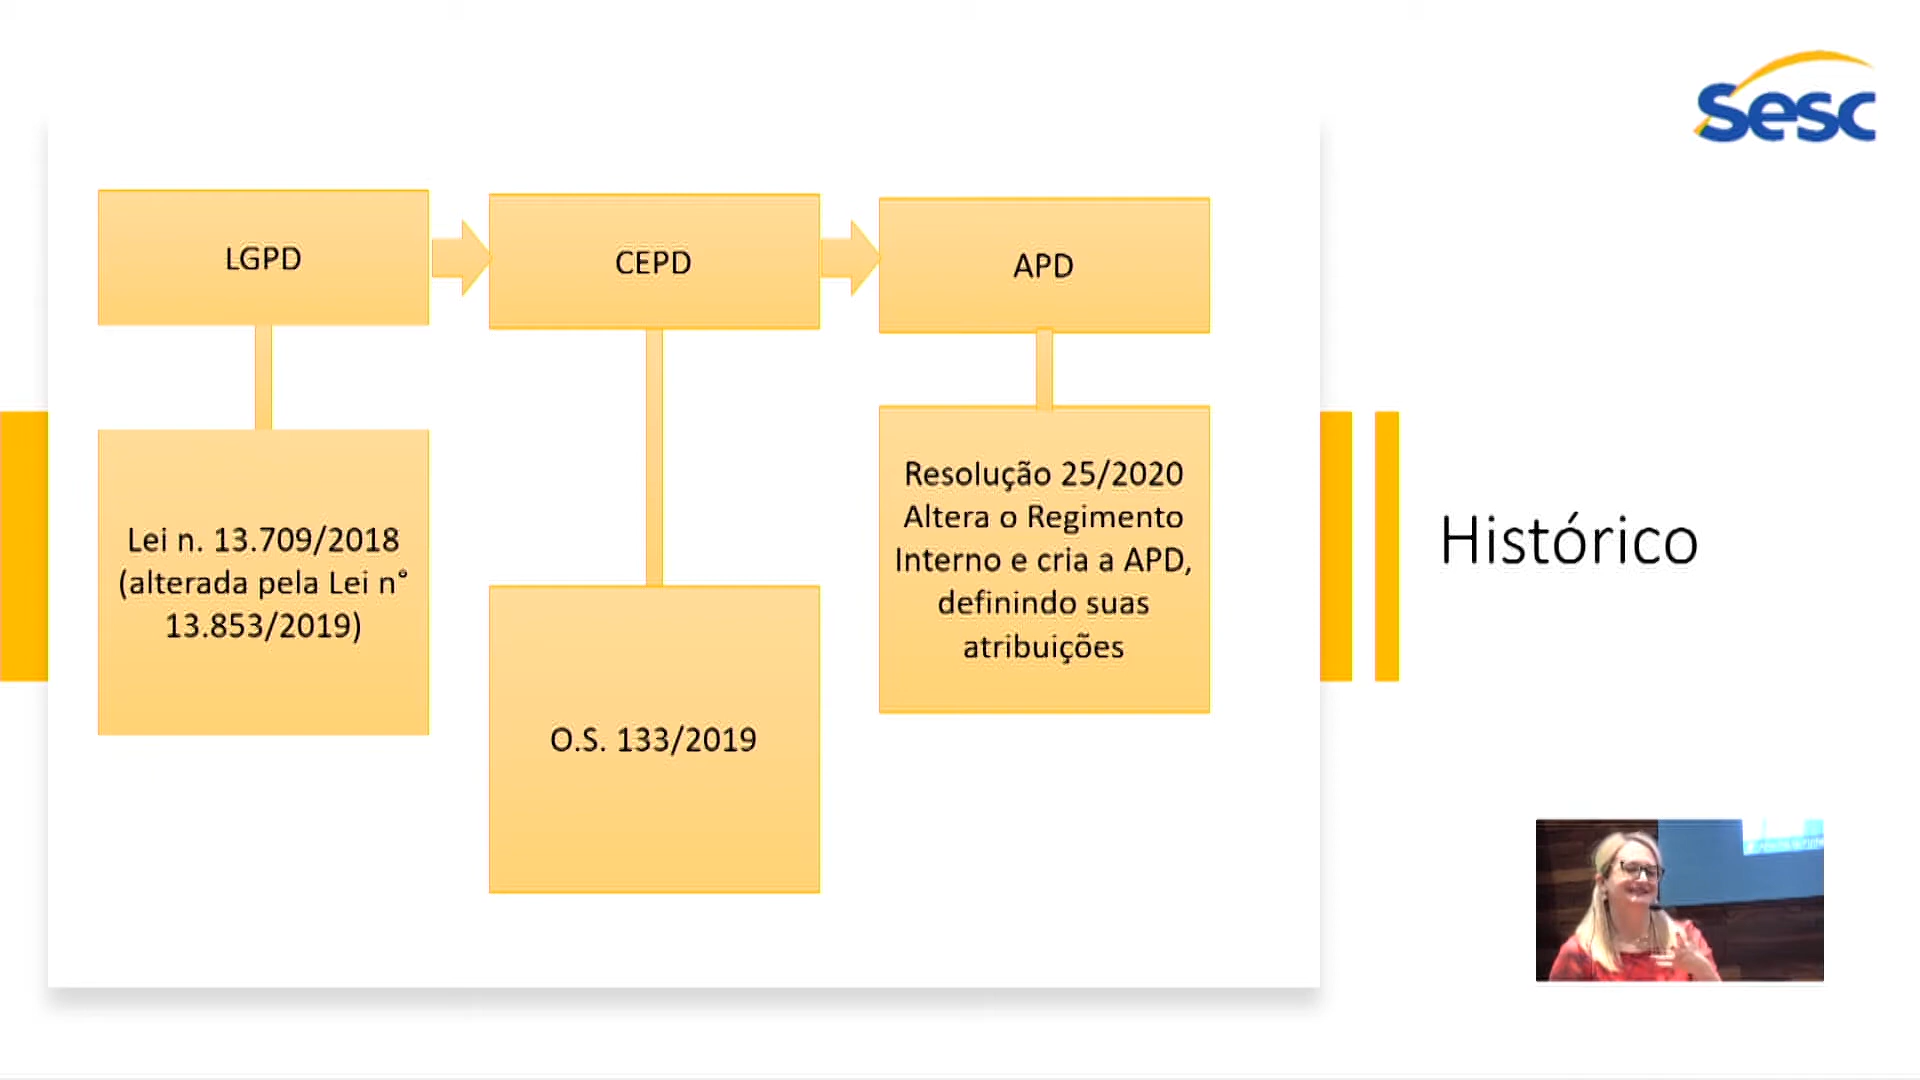 Sesc
LGPD
CEPD
APD
Lei n. 13.709/2018
(alterada pela Lei n°
13.853/2019)
O.S. 133/2019
Resolução 25/2020
Altera o Regimento
Interno e cria a APD,
definindo suas
atribuições
Histórico